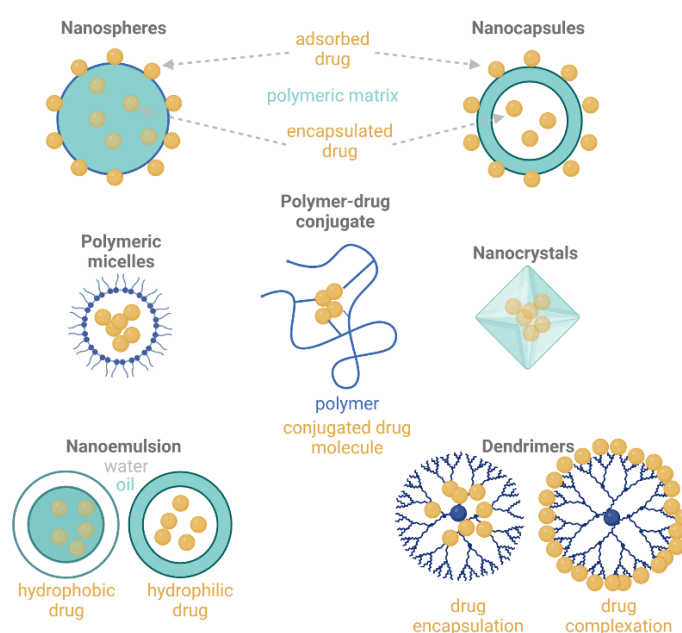 Nanospheres
adsorbed
drug
Nanocapsules
polymeric matrix
encapsulated
drug
Polymeric
micelles
Polymer-drug
conjugate
Nanocrystals
polymer
conjugated drug
molecule
Nanoemulsion
water
oil
hydrophobic
drug
hydrophilic
drug
Dendrimers
drug
encapsulation
drug
complexation